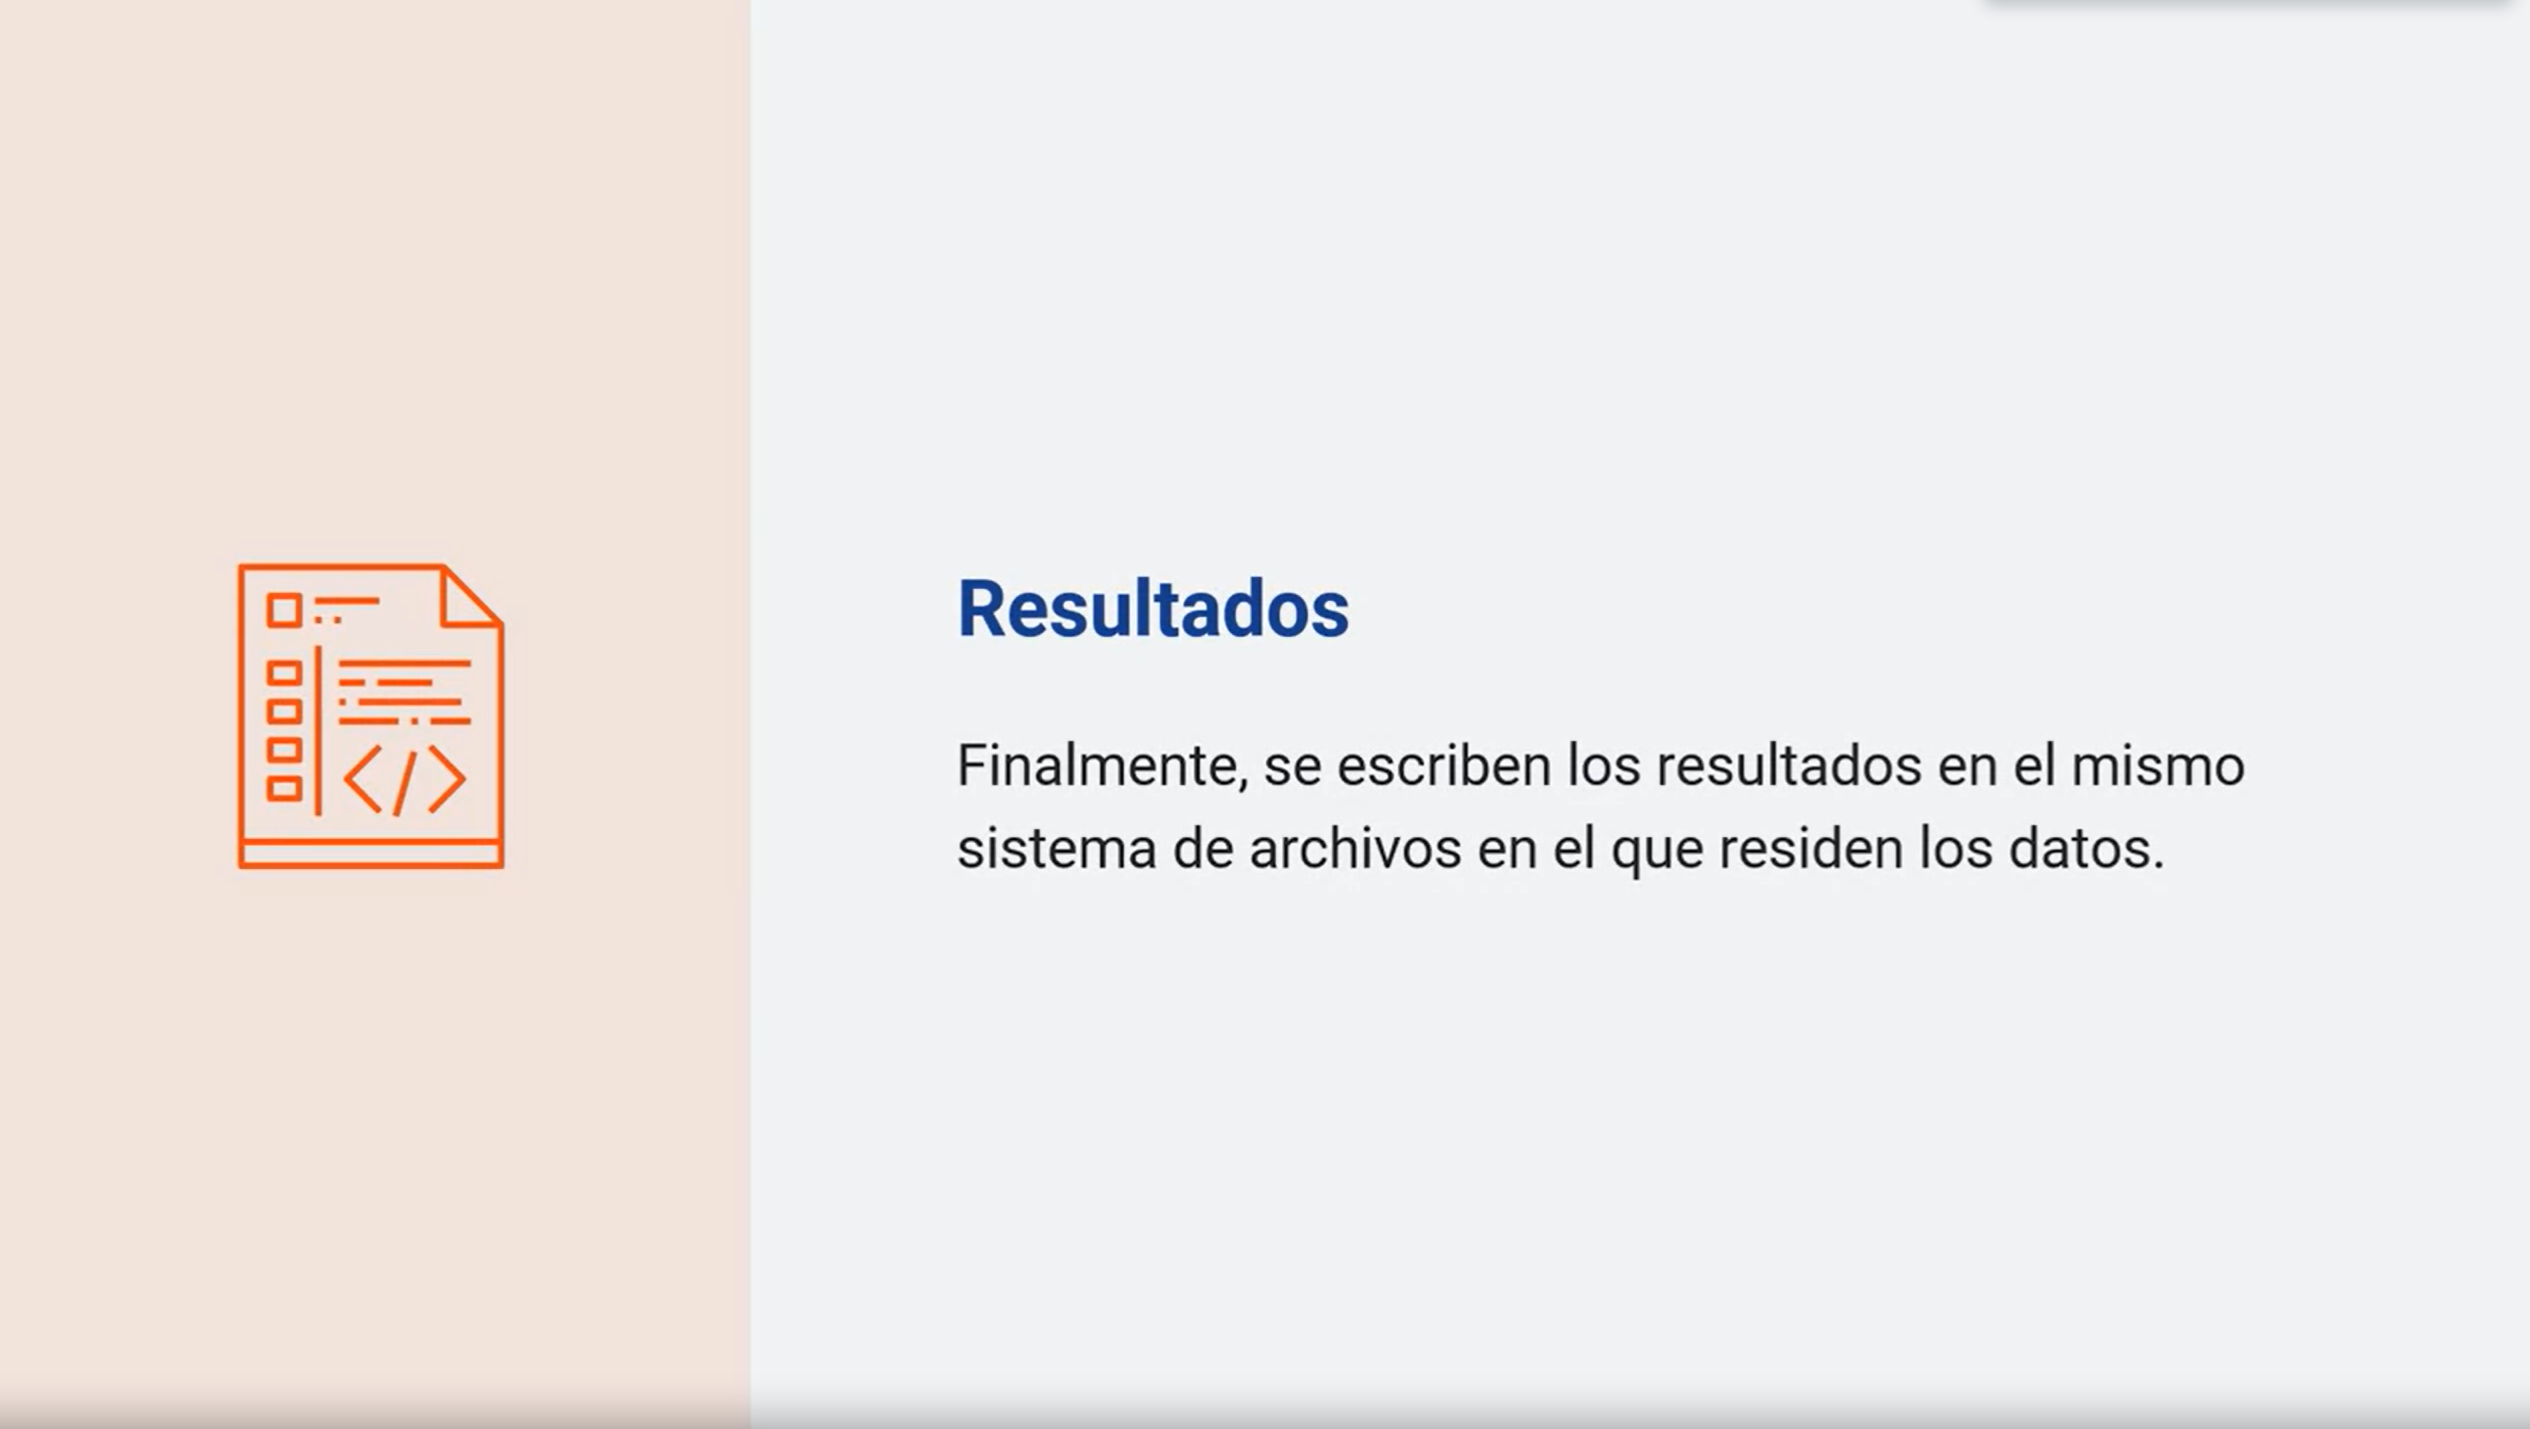 Resultados
Finalmente, se escriben los resultados en el mismo
sistema de archivos en el que residen los datos.